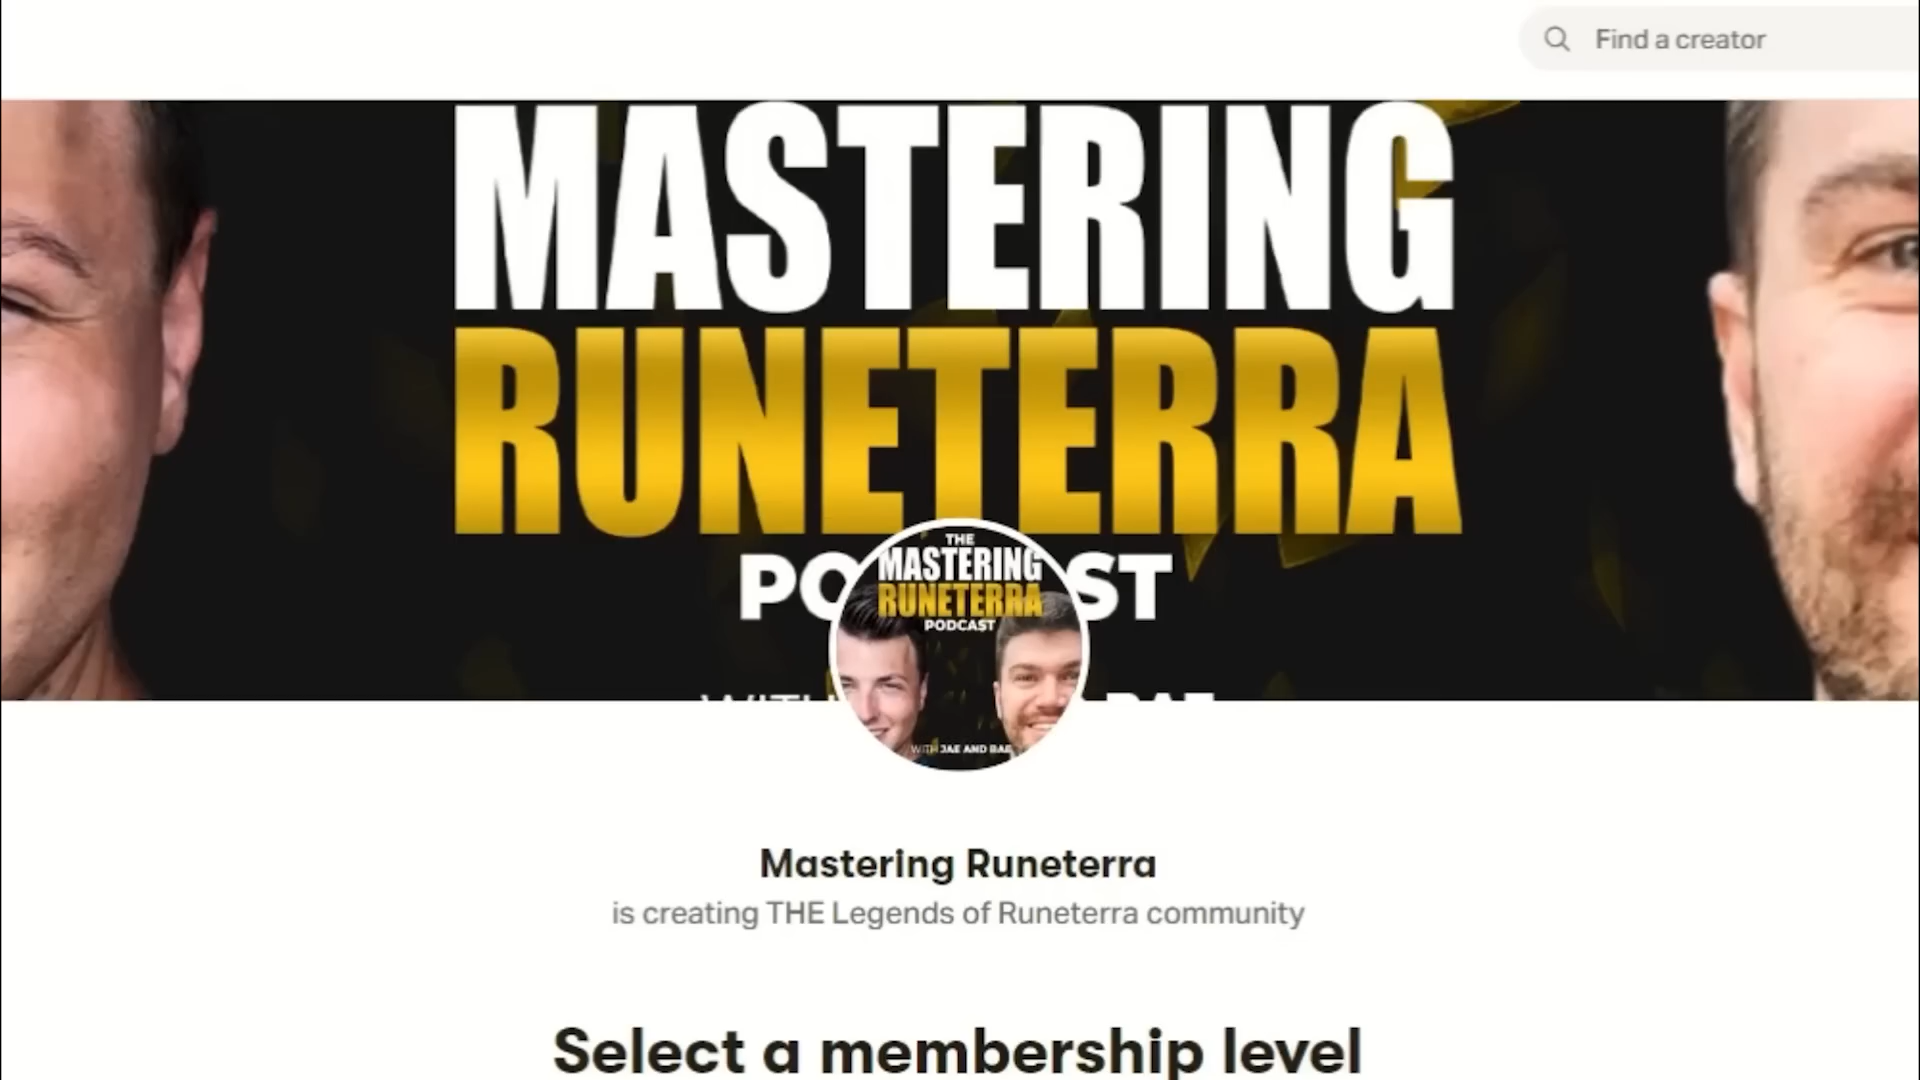 Find a creator
MASTERING
RUNETERRA
THE
MASTERING
RUNETERRA
PODCAST
WITH JAE AND BAE
Mastering Runeterra
is creating THE Legends of Runeterra community
Select a membership level